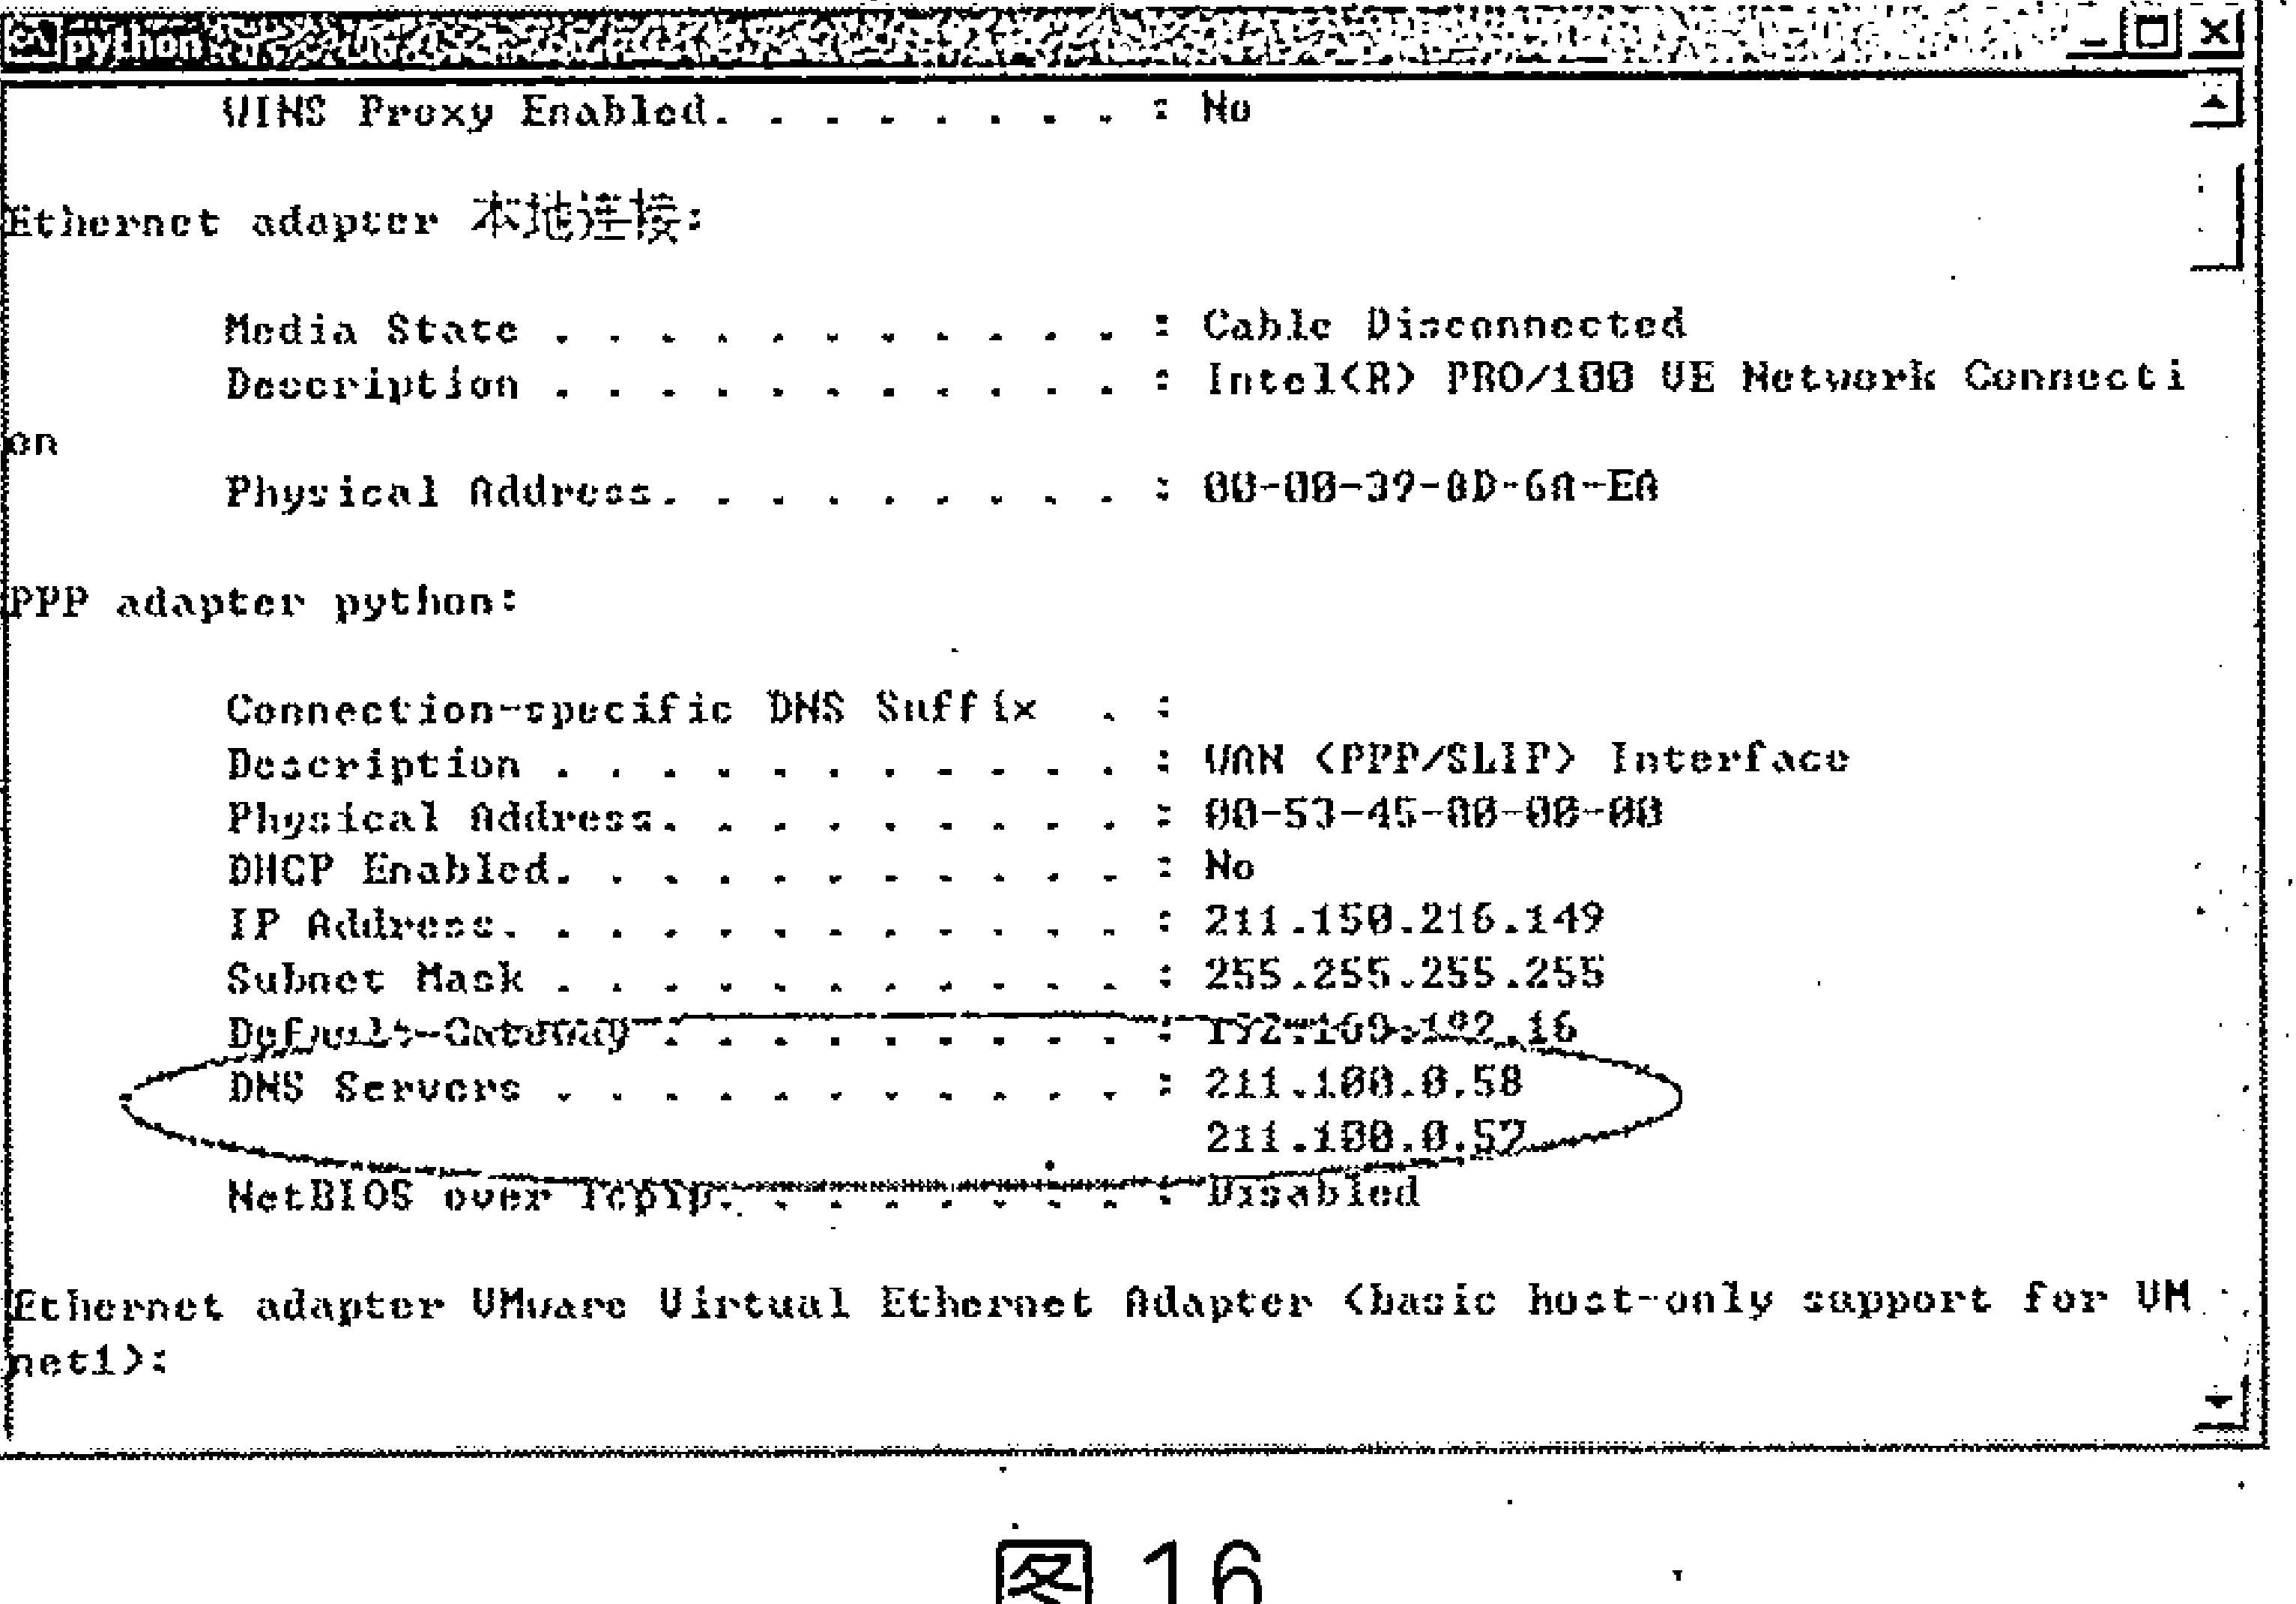 python
WINS Proxy Enabled. . . . . . . . : No
Ethernet adapter 本地连接:
Media State . . . . . . . . . . . : Cable Disconnected
Description . . . . . . . . . . . : Intel(R) PRO/100 VE Network Connecti
on
Physical Address. . . . . . . . . : 00-00-39-8D-6A-EA
PPP adapter python:
Connection-specific DNS Suffix . :
Description . . . . . . . . . . . : WAN (PPP/SLIP) Interface
Physical Address. . . . . . . . . : 00-53-45-00-00-00
DHCP Enabled. . . . . . . . . . . : No
IP Address. . . . . . . . . . . . : 211.150.216.149
Subnet Mask . . . . . . . . . . . : 255.255.255.255
Default Gateway . . . . . . . . . :
DNS Servers . . . . . . . . . . . : 211.100.0.58
211.100.0.57
NetBIOS over Tcpip. . . . . . . . : Disabled
Ethernet adapter VMware Virtual Ethernet Adapter (basic host-only support for VM
net1):
图 16